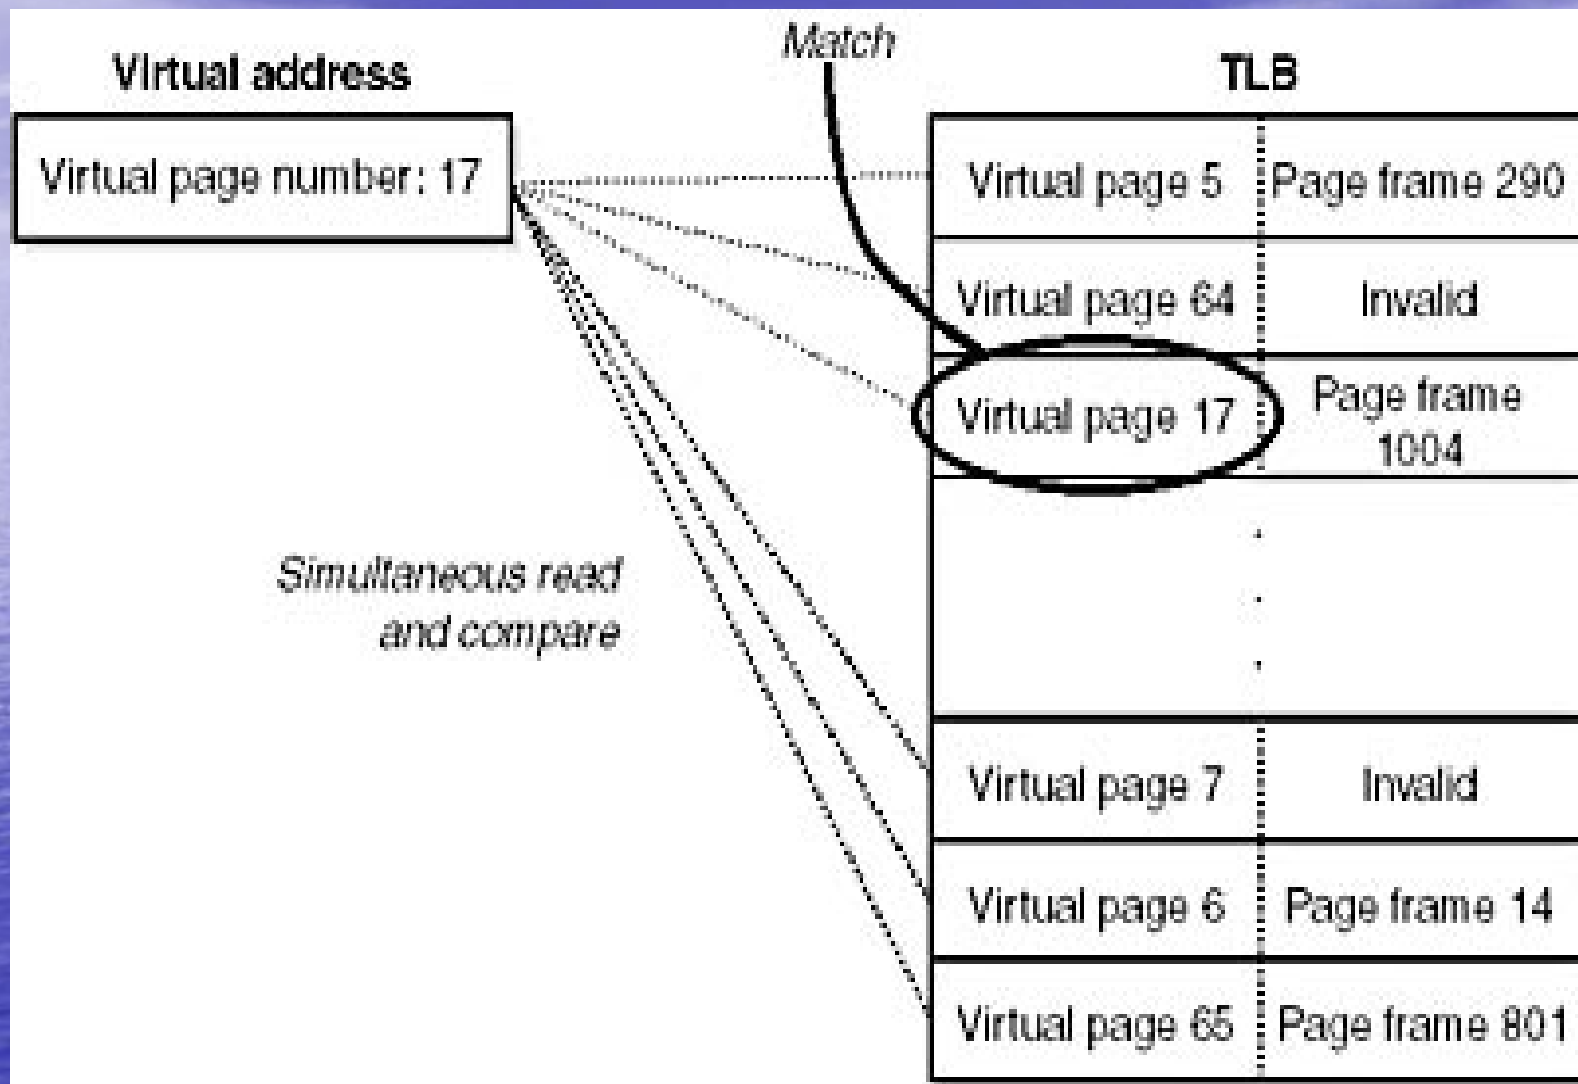 Match
Virtual address
TLB
Virtual page number: 17
Virtual page 5 Page frame 290
Virtual page 64 Invalid
Virtual page 17 Page frame
1004
Simultaneous read
and compare
Virtual page 7 Invalid
Virtual page 6 Page frame 14
Virtual page 65 Page frame 801